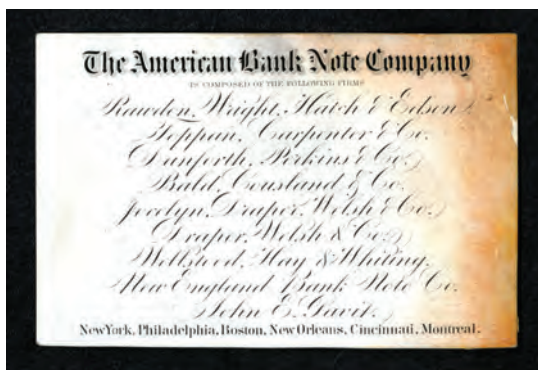 The American Bank Note Company
IS COMPOSED OF THE FOLLOWING FIRMS
Rawdon, Wright, Hatch & Edson
Toppan, Carpenter & Co.
Danforth, Perkins & Co.
Bald, Cousland & Co.
Jocelyn, Draper, Welsh & Co.
Draper, Welsh & Co.
Wellstood, Hay & Whiting.
New England Bank Note Co.
John E. Gavit.
New York, Philadelphia, Boston, New Orleans, Cincinnati, Montreal.